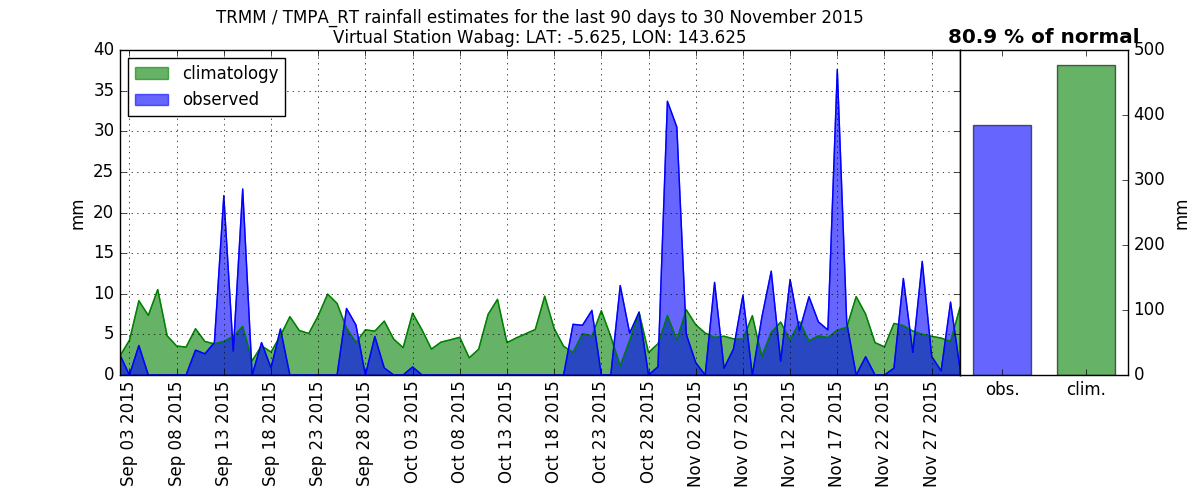 TRMM / TMPA_RT rainfall estimates for the last 90 days to 30 November 2015
Virtual Station Wabag: LAT: -5.625, LON: 143.625
80.9 % of normal
climatology
observed
40
35
30
25
20
15
10
5
0
mm
500
400
300
200
100
0
mm
obs.
clim.
Sep 03 2015
Sep 08 2015
Sep 13 2015
Sep 18 2015
Sep 23 2015
Sep 28 2015
Oct 03 2015
Oct 08 2015
Oct 13 2015
Oct 18 2015
Oct 23 2015
Oct 28 2015
Nov 02 2015
Nov 07 2015
Nov 12 2015
Nov 17 2015
Nov 22 2015
Nov 27 2015